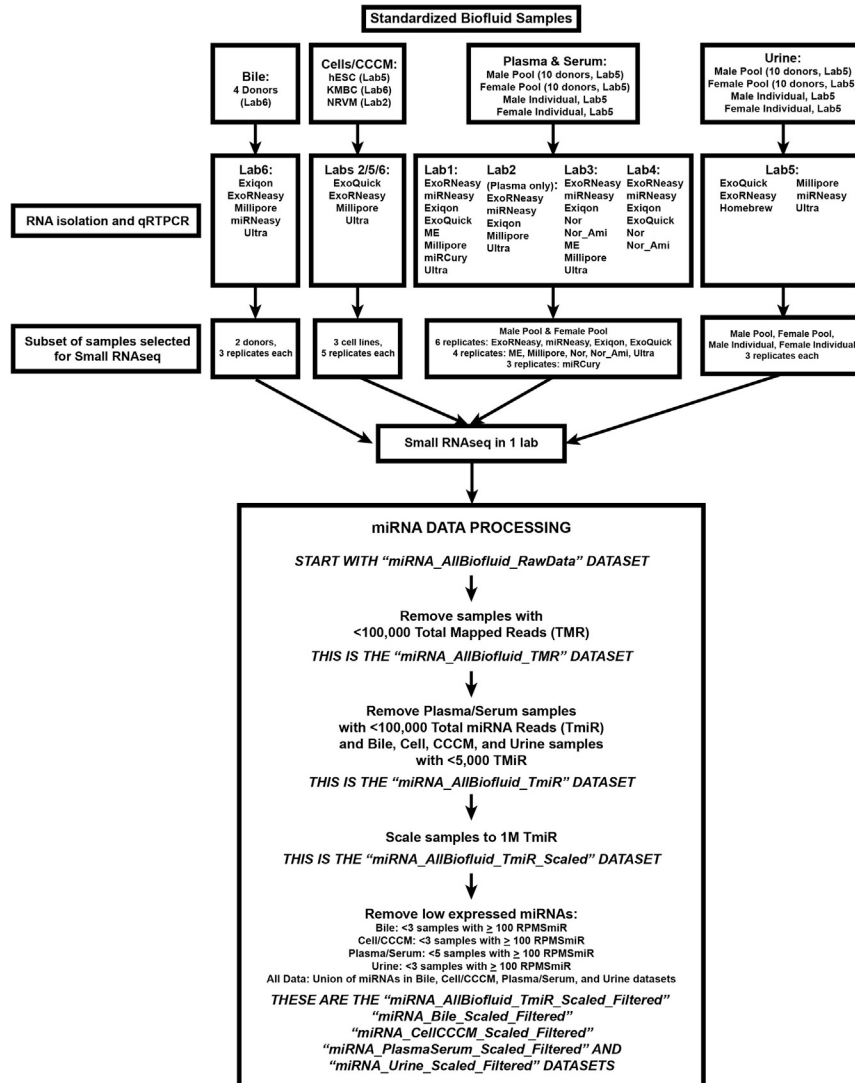 Standardized Biofluid Samples
Bile:
4 Donors
(Lab6)
Cells/CCCM:
hESC (Lab5)
KMBC (Lab6)
NRVM (Lab2)
Plasma & Serum:
Male Pool (10 donors, Lab5)
Female Pool (10 donors, Lab5)
Male Individual, Lab5
Female Individual, Lab5
Urine:
Male Pool (10 donors, Lab5)
Female Pool (10 donors, Lab5)
Male Individual, Lab5
Female Individual, Lab5
RNA isolation and qRTPCR
Lab6:
Exiqon
ExoRNeasy
Millipore
miRNeasy
Ultra
Labs 2/5/6:
ExoQuick
ExoRNeasy
Millipore
Ultra
Lab1:
ExoRNeasy
miRNeasy
Exiqon
ExoQuick
ME
Millipore
miRCury
Ultra
Lab2
(Plasma only):
ExoRNeasy
miRNeasy
Exiqon
Millipore
Ultra
Lab3:
ExoRNeasy
miRNeasy
Exiqon
Nor
Nor_Ami
ME
Millipore
Ultra
Lab4:
ExoRNeasy
miRNeasy
Exiqon
ExoQuick
Nor
Nor_Ami
Lab5:
ExoQuick
ExoRNeasy
Homebrew
Millipore
miRNeasy
Ultra
Subset of samples selected
for Small RNAseq
2 donors,
3 replicates each
3 cell lines,
5 replicates each
Male Pool & Female Pool
6 replicates: ExoRNeasy, miRNeasy, Exiqon, ExoQuick
4 replicates: ME, Millipore, Nor, Nor_Ami, Ultra
3 replicates: miRCury
Male Pool, Female Pool,
Male Individual, Female Individual
3 replicates each
Small RNAseq in 1 lab
miRNA DATA PROCESSING
START WITH “miRNA_AllBiofluid_RawData” DATASET
Remove samples with
<100,000 Total Mapped Reads (TMR)
THIS IS THE “miRNA_AllBiofluid_TMR” DATASET
Remove Plasma/Serum samples
with <100,000 Total miRNA Reads (TmiR)
and Bile, Cell, CCCM, and Urine samples
with <5,000 TMiR
THIS IS THE “miRNA_AllBiofluid_TmiR” DATASET
Scale samples to 1M TmiR
THIS IS THE “miRNA_AllBiofluid_TmiR_Scaled” DATASET
Remove low expressed miRNAs:
Bile: <3 samples with ≥ 100 RPMSmiR
Cell/CCCM: <3 samples with ≥ 100 RPMSmiR
Plasma/Serum: <5 samples with ≥ 100 RPMSmiR
Urine: <3 samples with ≥ 100 RPMSmiR
All Data: Union of miRNAs in Bile, Cell/CCCM, Plasma/Serum, and Urine datasets
THESE ARE THE “miRNA_AllBiofluid_TmiR_Scaled_Filtered”
“miRNA_Bile_Scaled_Filtered”
“miRNA_CellCCCM_Scaled_Filtered”
“miRNA_PlasmaSerum_Scaled_Filtered” AND
“miRNA_Urine_Scaled_Filtered” DATASETS